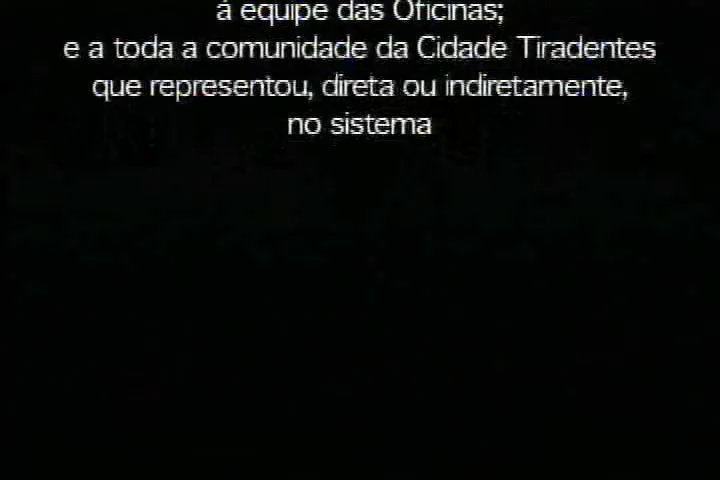 á equipe das Oficinas;
e a toda a comunidade da Cidade Tiradentes
que representou, direta ou indiretamente,
no sistema